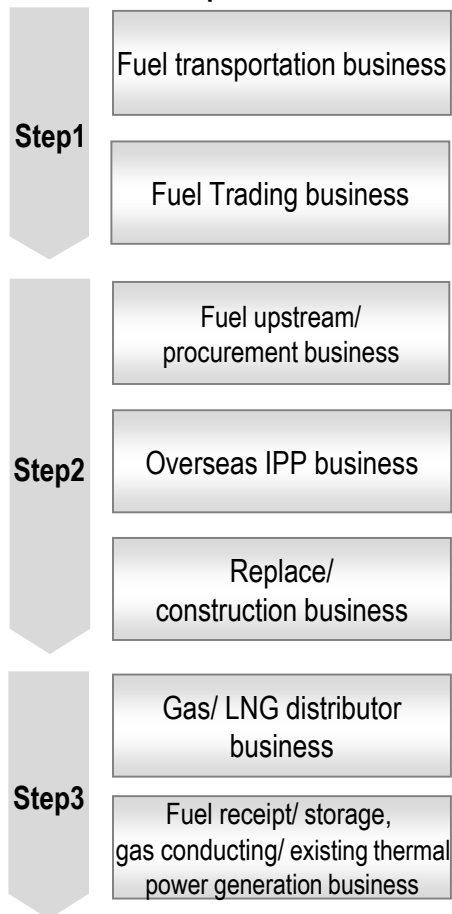 Step1
Fuel transportation business
Fuel Trading business
Step2
Fuel upstream/
procurement business
Overseas IPP business
Replace/
construction business
Step3
Gas/ LNG distributor
business
Fuel receipt/ storage,
gas conducting/ existing thermal
power generation business